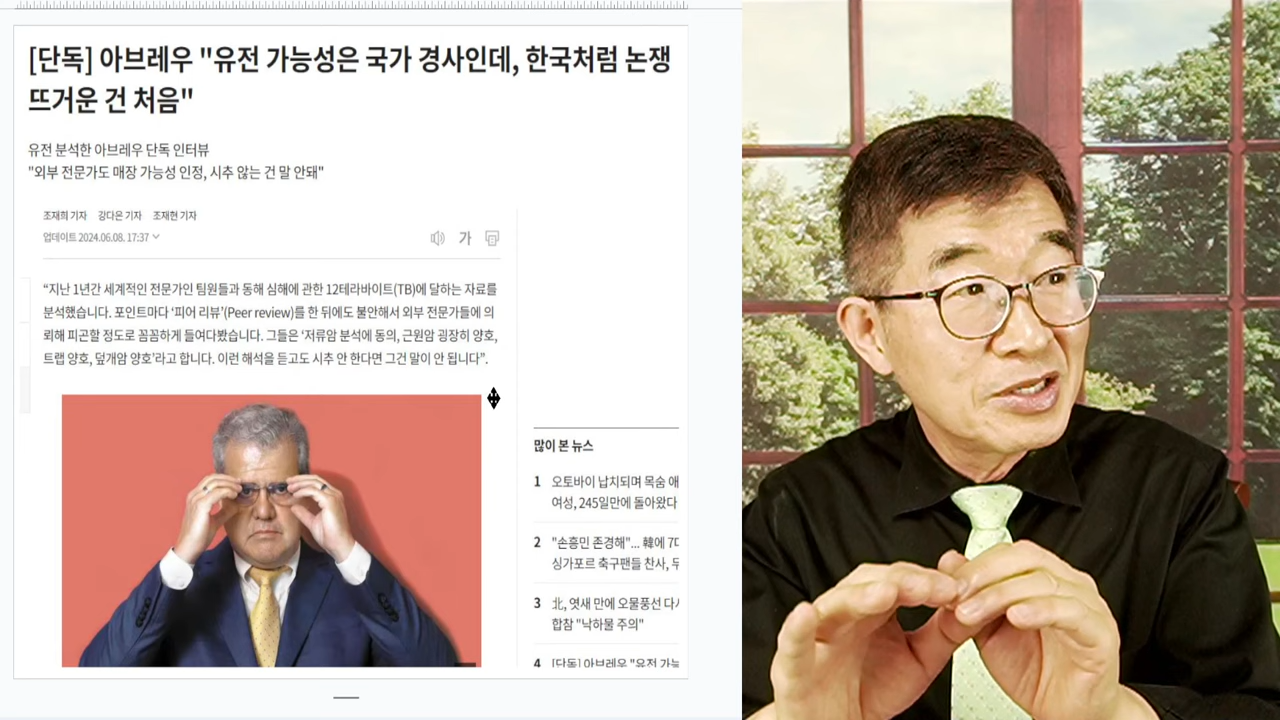 [단독] 아브레우 "유전 가능성은 국가 경사인데, 한국처럼 논쟁
뜨거운 건 처음"
유전 분석한 아브레우 단독 인터뷰
"외부 전문가도 매장 가능성 인정, 시추 않는 건 말 안돼"
조재희 기자 강다은 기자 조재현 기자
업데이트 2024.06.08. 17:37
가
“지난 1년간 세계적인 전문가인 팀원들과 동해 심해에 관한 12테라바이트(TB)에 달하는 자료를
분석했습니다. 포인트마다 ‘피어 리뷰’(Peer review)를 한 뒤에도 불안해서 외부 전문가들에 의
뢰해 피곤할 정도로 꼼꼼하게 들여다봤습니다. 그들은 ‘저류암 분석에 동의, 근원암 굉장히 양호,
트랩 양호, 덮개암 양호’라고 합니다. 이런 해석을 듣고도 시추 안 한다면 그건 말이 안 됩니다”.
많이 본 뉴스
1 오토바이 납치되며 목숨 애
여성, 245일만에 돌아왔다
2 "손흥민 존경해"... 韓에 7
싱가포르 축구팬들 찬사,
3 北, 엿새 만에 오물풍선 다
합참 "낙하물 주의"
4 [단독] 아브레우 "유전 가능